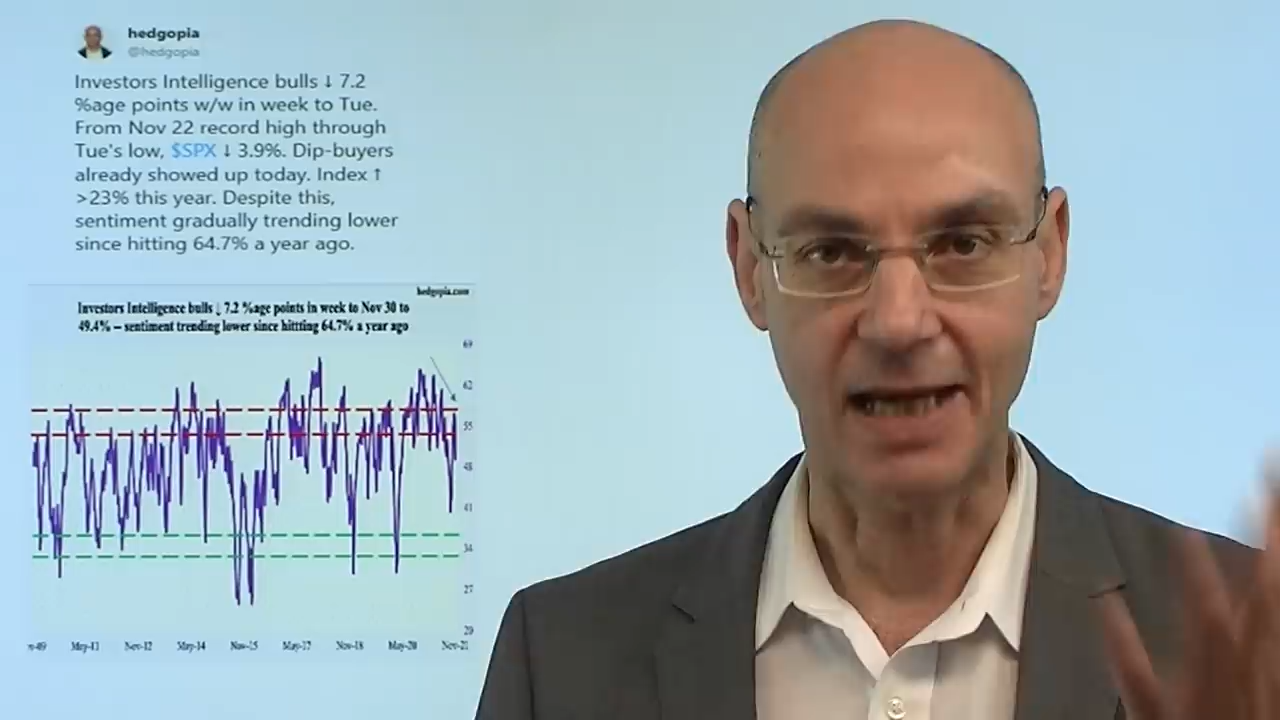 hedgopia
@hedgopia
Investors Intelligence bulls ↓ 7.2
%age points w/w in week to Tue.
From Nov 22 record high through
Tue's low, $SPX ↓ 3.9%. Dip-buyers
already showed up today. Index ↑
>23% this year. Despite this,
sentiment gradually trending lower
since hitting 64.7% a year ago.
hedgopia.com
Investors Intelligence bulls ↓ 7.2 %age points in week to Nov 30 to
49.4% – sentiment trending lower since hittting 64.7% a year ago
69
62
55
48
41
34
27
20
May-11
Nov-12
May-14
Nov-15
May-17
Nov-18
May-20
Nov-21